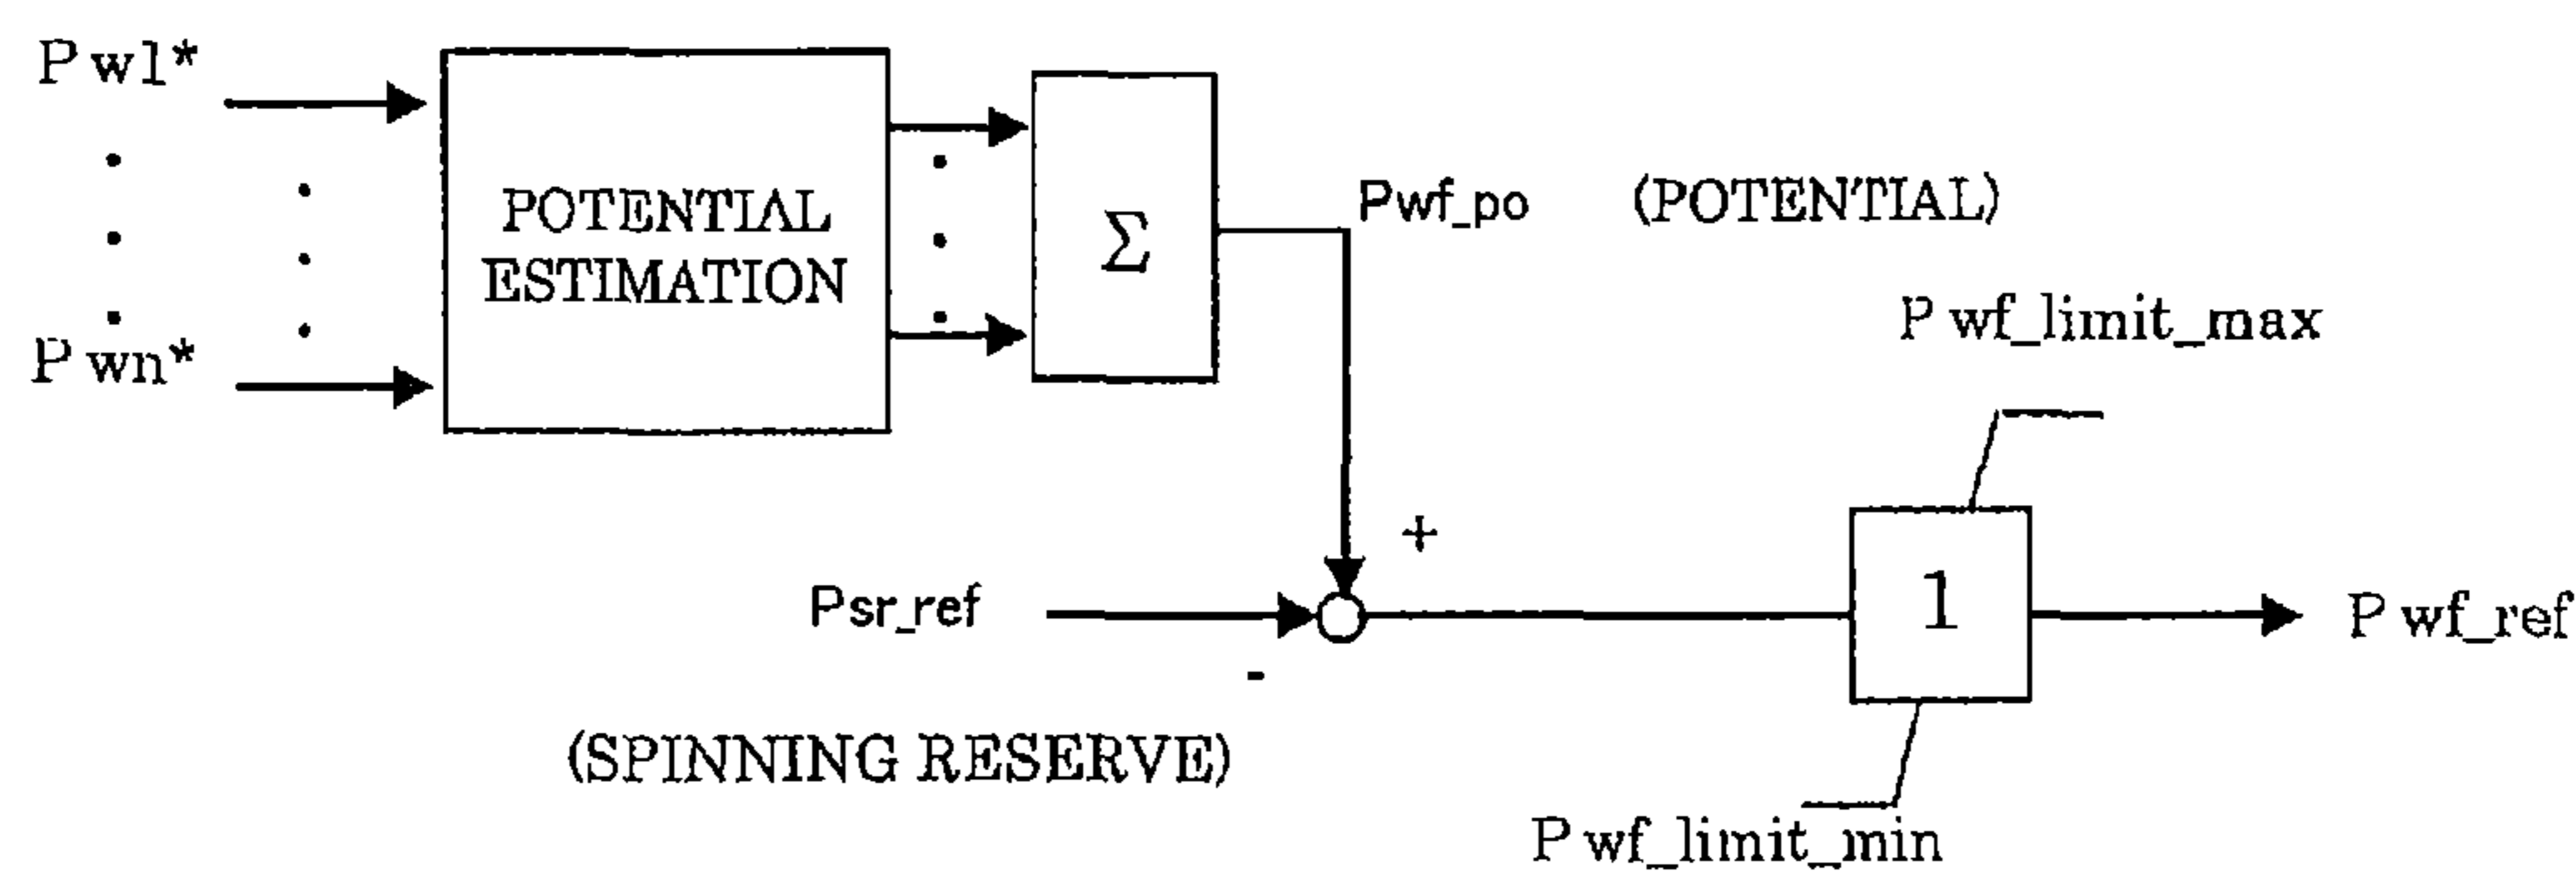 P w1*
P wn*
POTENTIAL
ESTIMATION
Σ
Pwf_po (POTENTIAL)
P wf_limit_max
+
Psr_ref
-
1
P wf_ref
(SPINNING RESERVE)
P wf_limit_min